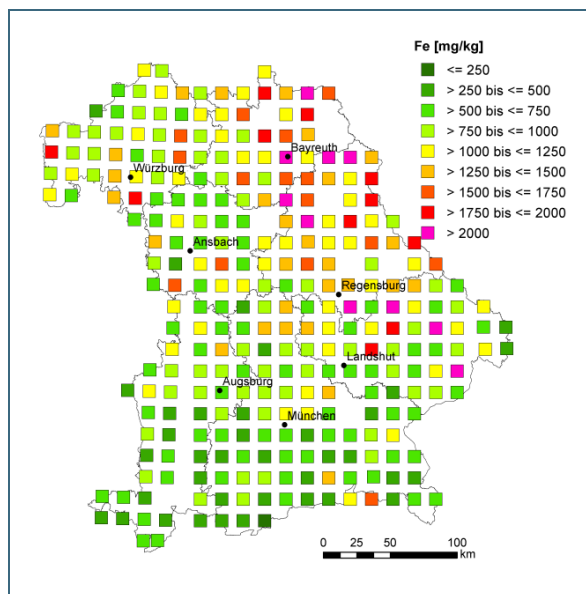 Fe [mg/kg]
<= 250
> 250 bis <= 500
> 500 bis <= 750
> 750 bis <= 1000
> 1000 bis <= 1250
> 1250 bis <= 1500
> 1500 bis <= 1750
> 1750 bis <= 2000
> 2000
Bayreuth
Würzburg
Ansbach
Regensburg
Landshut
Augsburg
München
0 25 50 100
km